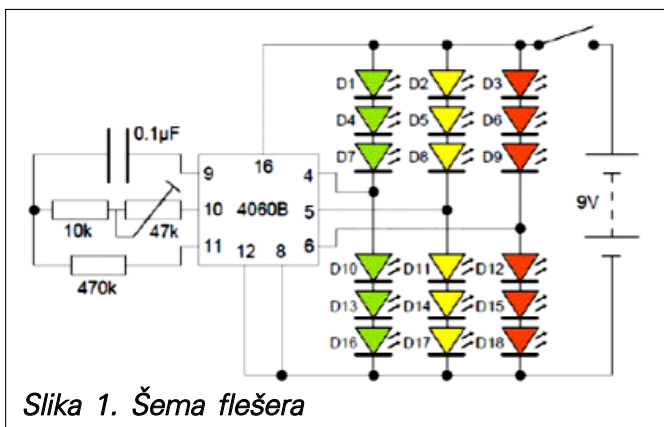 D1 D2 D3
0.1µF
D4 D5 D6
16
D7 D8 D9
9 4
10 4060B 5 9V
10k 47k
11 12 8 6
470k
D10 D11 D12
D13 D14 D15
D16 D17 D18
Slika 1. Šema flešera